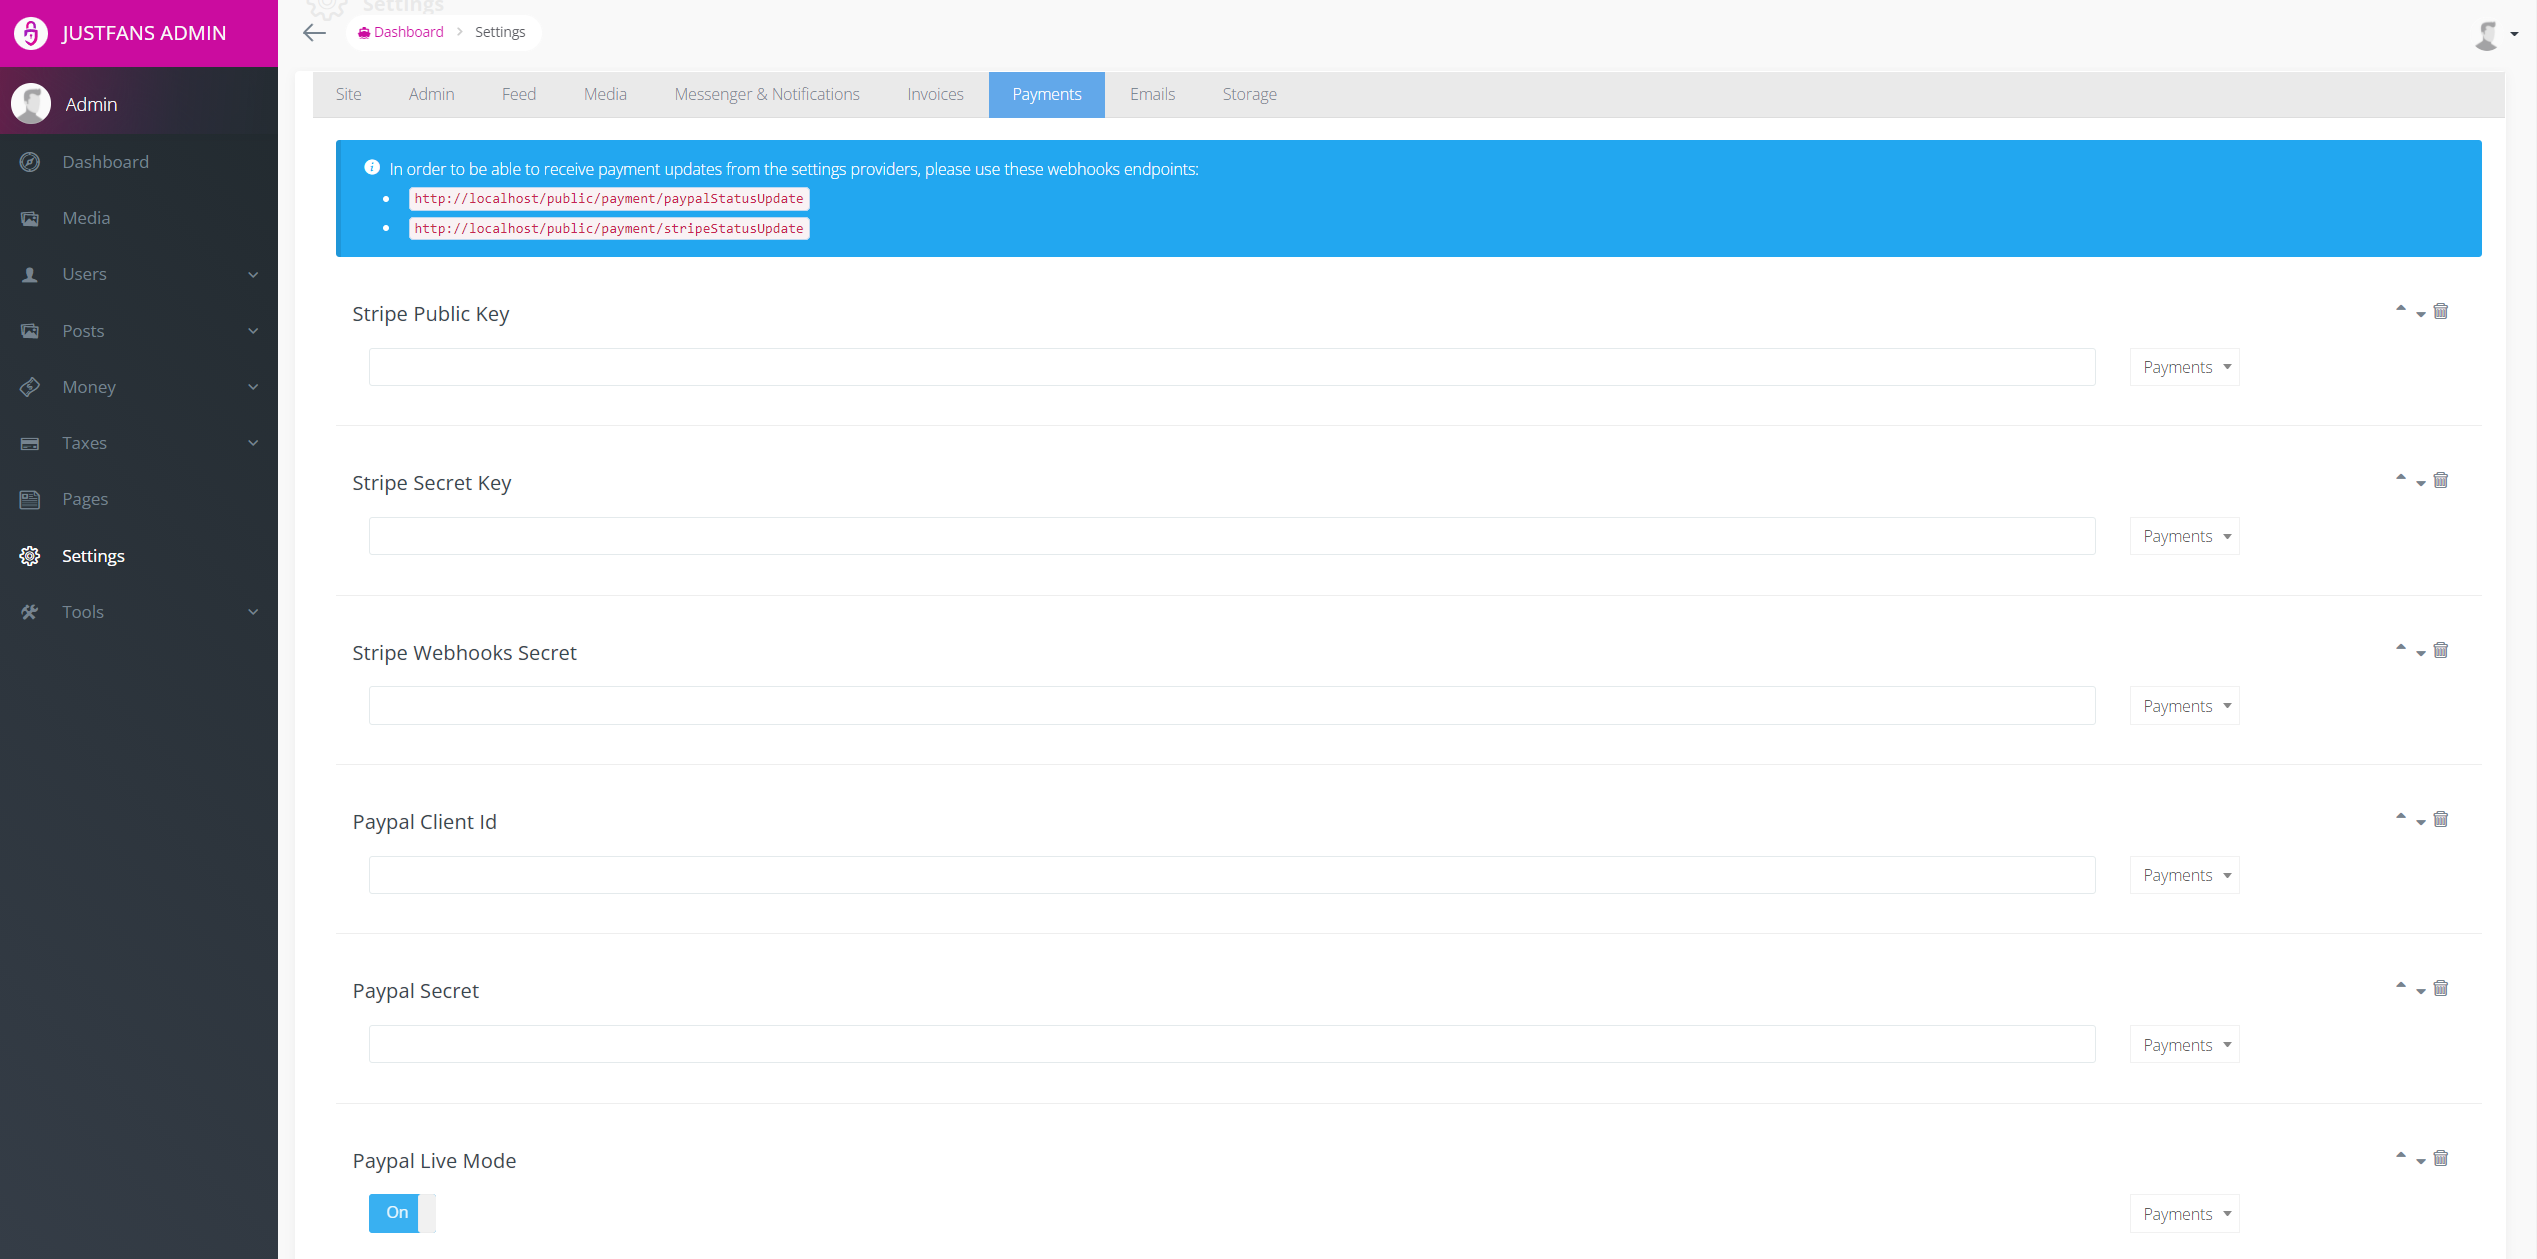 JUSTFANS ADMIN
Admin
Dashboard
Media
Users
Posts
Money
Taxes
Pages
Settings
Tools
Settings
Dashboard > Settings
Site Admin Feed Media Messenger & Notifications Invoices Payments Emails Storage
In order to be able to receive payment updates from the settings providers, please use these webhooks endpoints:
• http://localhost/public/payment/paypalStatusUpdate
• http://localhost/public/payment/stripeStatusUpdate
Stripe Public Key
Payments
Stripe Secret Key
Payments
Stripe Webhooks Secret
Payments
Paypal Client Id
Payments
Paypal Secret
Payments
Paypal Live Mode
On
Payments